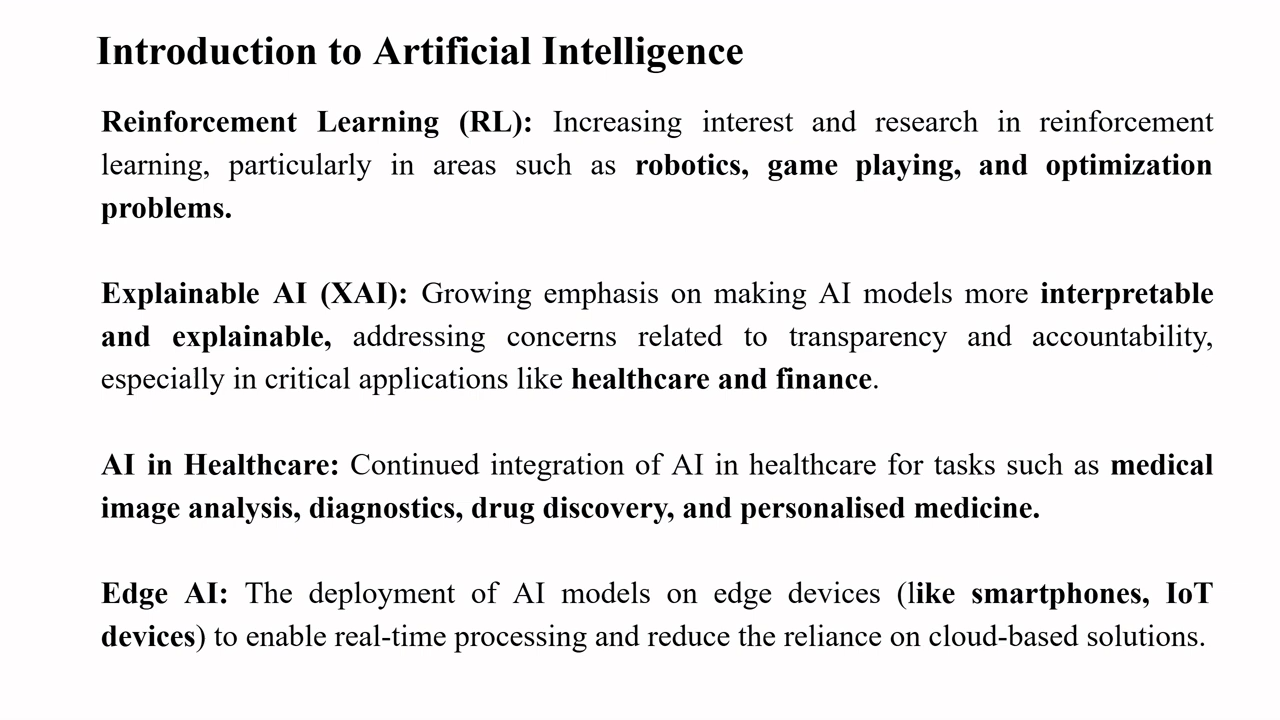 Introduction to Artificial Intelligence
Reinforcement Learning (RL): Increasing interest and research in reinforcement
learning, particularly in areas such as robotics, game playing, and optimization
problems.
Explainable AI (XAI): Growing emphasis on making AI models more interpretable
and explainable, addressing concerns related to transparency and accountability,
especially in critical applications like healthcare and finance.
AI in Healthcare: Continued integration of AI in healthcare for tasks such as medical
image analysis, diagnostics, drug discovery, and personalised medicine.
Edge AI: The deployment of AI models on edge devices (like smartphones, IoT
devices) to enable real-time processing and reduce the reliance on cloud-based solutions.